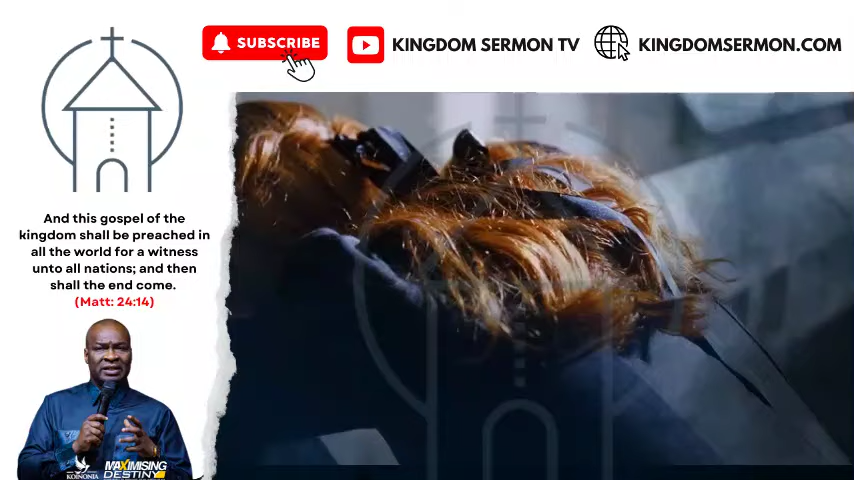 SUBSCRIBE
KINGDOM SERMON TV
KINGDOMSERMON.COM
And this gospel of the
kingdom shall be preached in
all the world for a witness
unto all nations; and then
shall the end come.
(Matt: 24:14)
KOINONIA
MAXIMISING
DESTINY